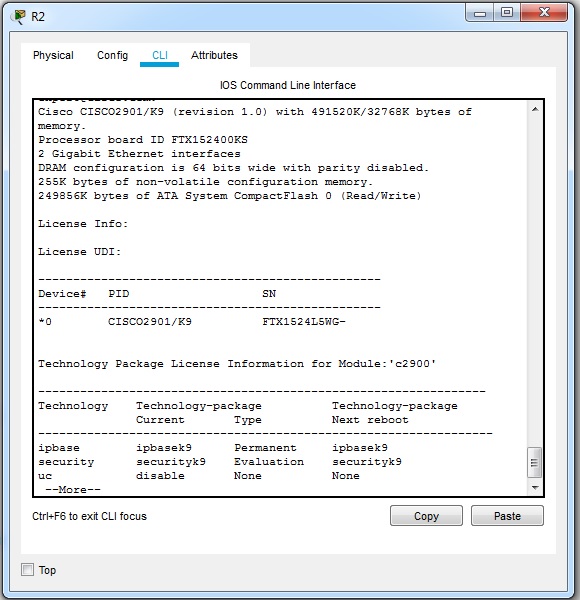 R2
Physical Config CLI Attributes
IOS Command Line Interface
Cisco CISCO2901/K9 (revision 1.0) with 491520K/32768K bytes of
memory.
Processor board ID FTX152400KS
2 Gigabit Ethernet interfaces
DRAM configuration is 64 bits wide with parity disabled.
255K bytes of non-volatile configuration memory.
249856K bytes of ATA System CompactFlash 0 (Read/Write)
License Info:
License UDI:
-------------------------------------------------
Device# PID SN
-------------------------------------------------
*0 CISCO2901/K9 FTX1524L5WG-
Technology Package License Information for Module:'c2900'
----------------------------------------------------------------
Technology Technology-package Technology-package
Current Type Next reboot
-----------------------------------------------------------------
ipbase ipbasek9 Permanent ipbasek9
security securityk9 Evaluation securityk9
uc disable None None
--More--
Ctrl+F6 to exit CLI focus Copy Paste
Top